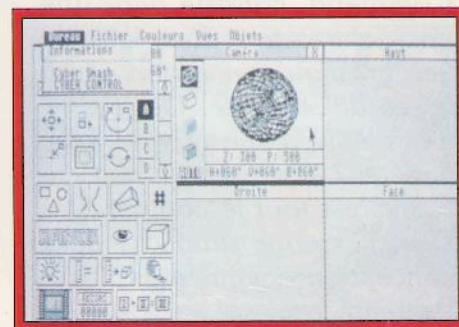 Bureau Fichier Couleurs Vues Objets
Informations
Cyber Smash
CYBER CONTROL
A
B
C
D
Caméra
Haut
Z: 300 P: 500
H+060° V+060° B+060°
Droite
Face